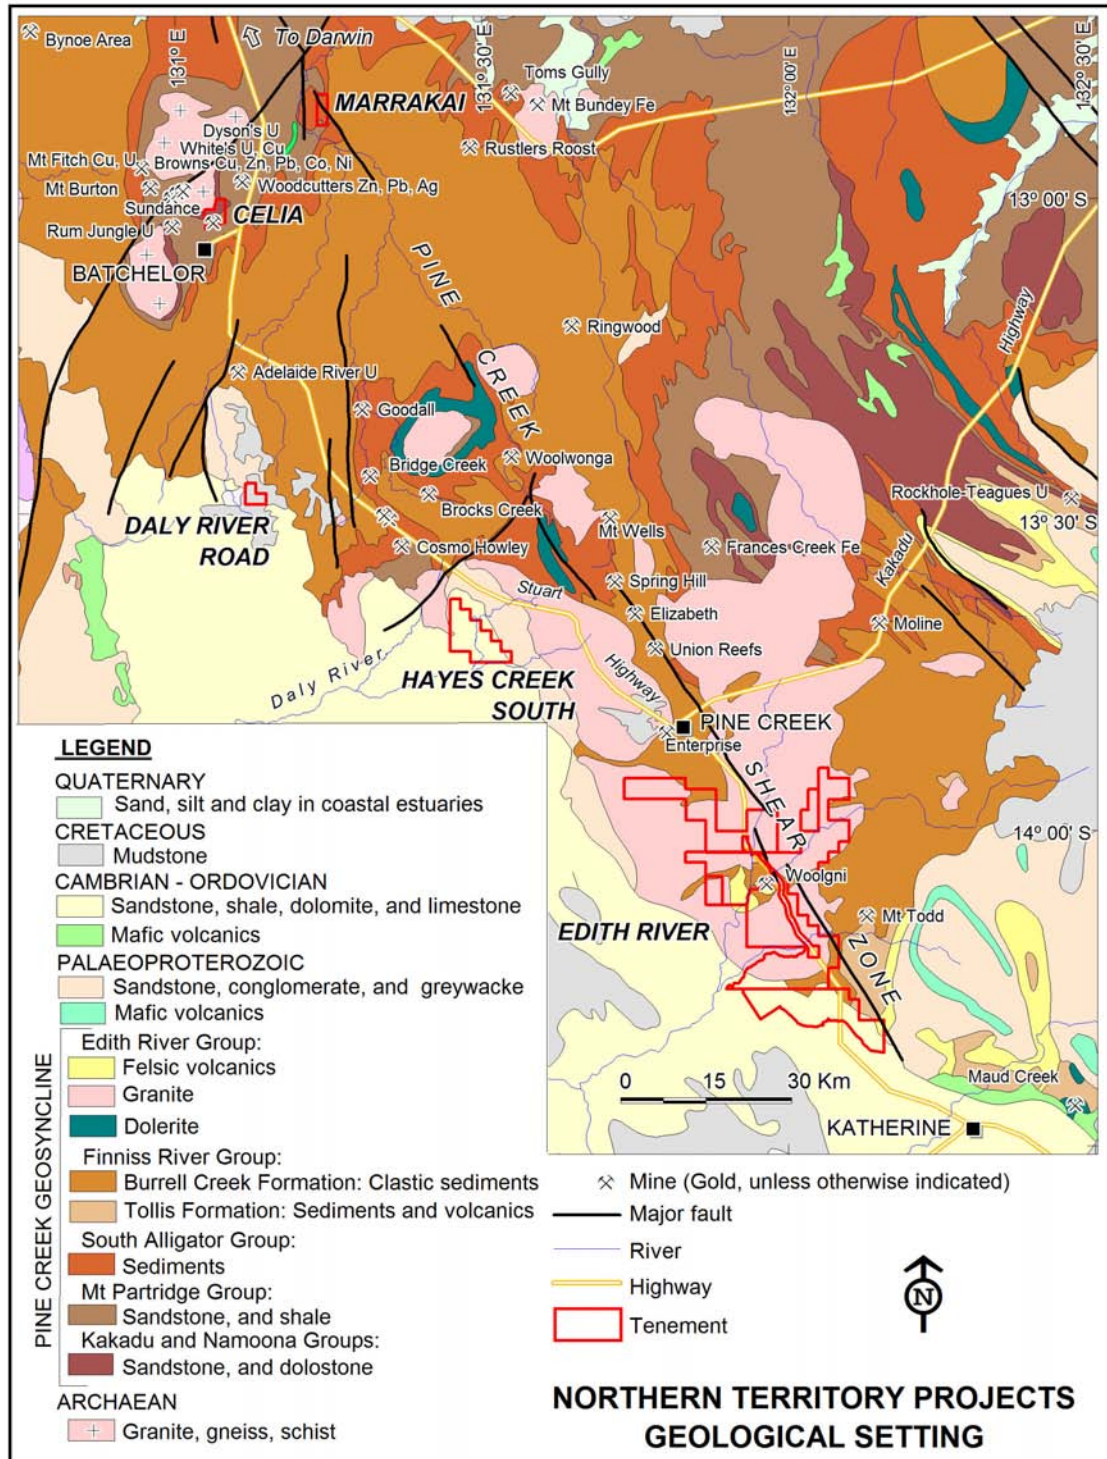 Bynoe Area
To Darwin
131º E
131º 30' E
132º 00' E
132º 30' E
Toms Gully
Mt Bundey Fe
MARRAKAI
Dyson's U
White's U, Cu
Rustlers Roost
Mt Fitch Cu, U
Browns Cu, Zn, Pb, Co, Ni
Mt Burton
Woodcutters Zn, Pb, Ag
13º 00' S
Sundance
CELIA
Rum Jungle U
BATCHELOR
PINE
Ringwood
Highway
CREEK
Adelaide River U
Goodall
Bridge Creek
Woolwonga
Rockhole-Teagues U
Brocks Creek
DALY RIVER
ROAD
Mt Wells
13º 30' S
Cosmo Howley
Frances Creek Fe
Kakadu
Stuart
Spring Hill
Elizabeth
Moline
Union Reefs
Daly River
HAYES CREEK
SOUTH
Highway
PINE CREEK
Enterprise
SHEAR
14º 00' S
Woolgni
EDITH RIVER
Mt Todd
ZONE
0 15 30 Km
Maud Creek
KATHERINE
LEGEND
QUATERNARY
Sand, silt and clay in coastal estuaries
CRETACEOUS
Mudstone
CAMBRIAN - ORDOVICIAN
Sandstone, shale, dolomite, and limestone
Mafic volcanics
PALAEOPROTEROZOIC
Sandstone, conglomerate, and greywacke
Mafic volcanics
PINE CREEK GEOSYNCLINE
Edith River Group:
Felsic volcanics
Granite
Dolerite
Finniss River Group:
Burrell Creek Formation: Clastic sediments
Tollis Formation: Sediments and volcanics
South Alligator Group:
Sediments
Mt Partridge Group:
Sandstone, and shale
Kakadu and Namoona Groups:
Sandstone, and dolostone
ARCHAEAN
Granite, gneiss, schist
Mine (Gold, unless otherwise indicated)
Major fault
River
Highway
Tenement
N
NORTHERN TERRITORY PROJECTS
GEOLOGICAL SETTING